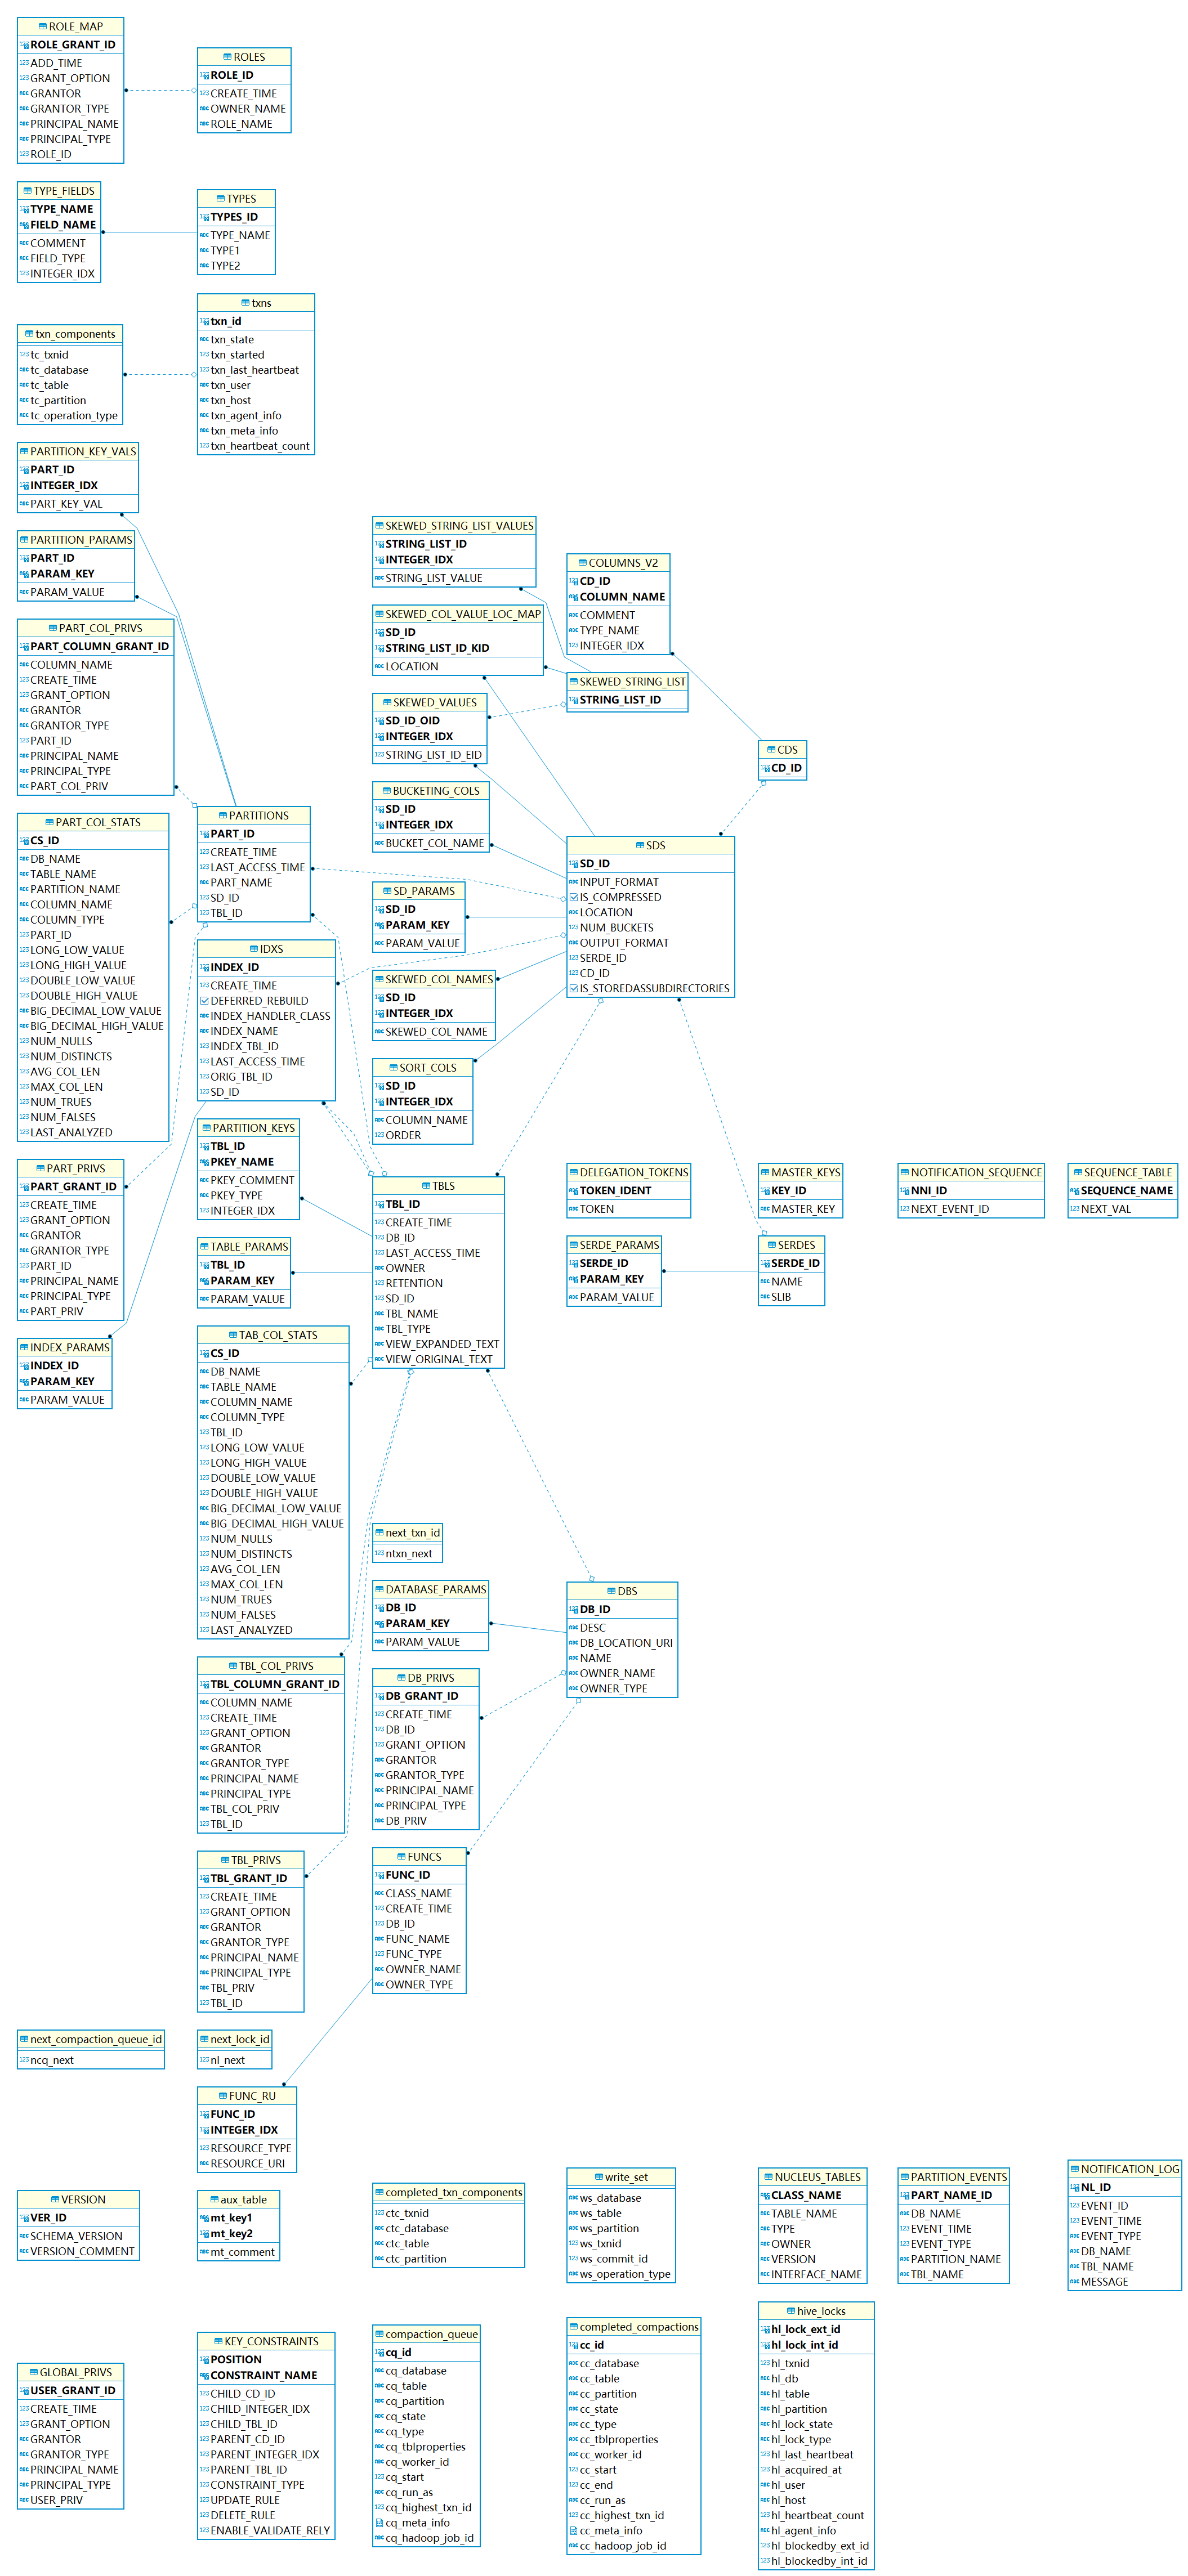 ROLE_MAP
ROLE_GRANT_ID
ADD_TIME
GRANT_OPTION
GRANTOR
GRANTOR_TYPE
PRINCIPAL_NAME
PRINCIPAL_TYPE
ROLE_ID
ROLES
ROLE_ID
CREATE_TIME
OWNER_NAME
ROLE_NAME
TYPE_FIELDS
TYPE_NAME
FIELD_NAME
COMMENT
FIELD_TYPE
INTEGER_IDX
TYPES
TYPES_ID
TYPE_NAME
TYPE1
TYPE2
txn_components
tc_txnid
tc_database
tc_table
tc_partition
tc_operation_type
txns
txn_id
txn_state
txn_started
txn_last_heartbeat
txn_user
txn_host
txn_agent_info
txn_meta_info
txn_heartbeat_count
PARTITION_KEY_VALS
PART_ID
INTEGER_IDX
PART_KEY_VAL
PARTITION_PARAMS
PART_ID
PARAM_KEY
PARAM_VALUE
PART_COL_PRIVS
PART_COLUMN_GRANT_ID
COLUMN_NAME
CREATE_TIME
GRANT_OPTION
GRANTOR
GRANTOR_TYPE
PART_ID
PRINCIPAL_NAME
PRINCIPAL_TYPE
PART_COL_PRIV
PART_COL_STATS
CS_ID
DB_NAME
TABLE_NAME
PARTITION_NAME
COLUMN_NAME
COLUMN_TYPE
PART_ID
LONG_LOW_VALUE
LONG_HIGH_VALUE
DOUBLE_LOW_VALUE
DOUBLE_HIGH_VALUE
BIG_DECIMAL_LOW_VALUE
BIG_DECIMAL_HIGH_VALUE
NUM_NULLS
NUM_DISTINCTS
AVG_COL_LEN
MAX_COL_LEN
NUM_TRUES
NUM_FALSES
LAST_ANALYZED
PART_PRIVS
PART_GRANT_ID
CREATE_TIME
GRANT_OPTION
GRANTOR
GRANTOR_TYPE
PART_ID
PRINCIPAL_NAME
PRINCIPAL_TYPE
PART_PRIV
INDEX_PARAMS
INDEX_ID
PARAM_KEY
PARAM_VALUE
PARTITIONS
PART_ID
CREATE_TIME
LAST_ACCESS_TIME
PART_NAME
SD_ID
TBL_ID
IDXS
INDEX_ID
CREATE_TIME
DEFERRED_REBUILD
INDEX_HANDLER_CLASS
INDEX_NAME
INDEX_TBL_ID
LAST_ACCESS_TIME
ORIG_TBL_ID
SD_ID
PARTITION_KEYS
TBL_ID
PKEY_NAME
PKEY_COMMENT
PKEY_TYPE
INTEGER_IDX
TABLE_PARAMS
TBL_ID
PARAM_KEY
PARAM_VALUE
TAB_COL_STATS
CS_ID
DB_NAME
TABLE_NAME
COLUMN_NAME
COLUMN_TYPE
TBL_ID
LONG_LOW_VALUE
LONG_HIGH_VALUE
DOUBLE_LOW_VALUE
DOUBLE_HIGH_VALUE
BIG_DECIMAL_LOW_VALUE
BIG_DECIMAL_HIGH_VALUE
NUM_NULLS
NUM_DISTINCTS
AVG_COL_LEN
MAX_COL_LEN
NUM_TRUES
NUM_FALSES
LAST_ANALYZED
TBL_COL_PRIVS
TBL_COLUMN_GRANT_ID
COLUMN_NAME
CREATE_TIME
GRANT_OPTION
GRANTOR
GRANTOR_TYPE
PRINCIPAL_NAME
PRINCIPAL_TYPE
TBL_COL_PRIV
TBL_ID
TBL_PRIVS
TBL_GRANT_ID
CREATE_TIME
GRANT_OPTION
GRANTOR
GRANTOR_TYPE
PRINCIPAL_NAME
PRINCIPAL_TYPE
TBL_PRIV
TBL_ID
SKEWED_STRING_LIST_VALUES
STRING_LIST_ID
INTEGER_IDX
STRING_LIST_VALUE
SKEWED_COL_VALUE_LOC_MAP
SD_ID
STRING_LIST_ID_KID
LOCATION
SKEWED_VALUES
SD_ID_OID
INTEGER_IDX
STRING_LIST_ID_EID
BUCKETING_COLS
SD_ID
INTEGER_IDX
BUCKET_COL_NAME
SD_PARAMS
SD_ID
PARAM_KEY
PARAM_VALUE
SKEWED_COL_NAMES
SD_ID
INTEGER_IDX
SKEWED_COL_NAME
SORT_COLS
SD_ID
INTEGER_IDX
COLUMN_NAME
ORDER
TBLS
TBL_ID
CREATE_TIME
DB_ID
LAST_ACCESS_TIME
OWNER
RETENTION
SD_ID
TBL_NAME
TBL_TYPE
VIEW_EXPANDED_TEXT
VIEW_ORIGINAL_TEXT
next_txn_id
ntxn_next
DATABASE_PARAMS
DB_ID
PARAM_KEY
PARAM_VALUE
DB_PRIVS
DB_GRANT_ID
CREATE_TIME
DB_ID
GRANT_OPTION
GRANTOR
GRANTOR_TYPE
PRINCIPAL_NAME
PRINCIPAL_TYPE
DB_PRIV
FUNCS
FUNC_ID
CLASS_NAME
CREATE_TIME
DB_ID
FUNC_NAME
FUNC_TYPE
OWNER_NAME
OWNER_TYPE
COLUMNS_V2
CD_ID
COLUMN_NAME
COMMENT
TYPE_NAME
INTEGER_IDX
SKEWED_STRING_LIST
STRING_LIST_ID
CDS
CD_ID
SDS
SD_ID
INPUT_FORMAT
IS_COMPRESSED
LOCATION
NUM_BUCKETS
OUTPUT_FORMAT
SERDE_ID
CD_ID
IS_STOREDASSUBDIRECTORIES
DELEGATION_TOKENS
TOKEN_IDENT
TOKEN
MASTER_KEYS
KEY_ID
MASTER_KEY
NOTIFICATION_SEQUENCE
NNI_ID
NEXT_EVENT_ID
SEQUENCE_TABLE
SEQUENCE_NAME
NEXT_VAL
SERDE_PARAMS
SERDE_ID
PARAM_KEY
PARAM_VALUE
SERDES
SERDE_ID
NAME
SLIB
DBS
DB_ID
DESC
DB_LOCATION_URI
NAME
OWNER_NAME
OWNER_TYPE
next_compaction_queue_id
ncq_next
next_lock_id
nl_next
FUNC_RU
FUNC_ID
INTEGER_IDX
RESOURCE_TYPE
RESOURCE_URI
VERSION
VER_ID
SCHEMA_VERSION
VERSION_COMMENT
aux_table
mt_key1
mt_key2
mt_comment
completed_txn_components
ctc_txnid
ctc_database
ctc_table
ctc_partition
write_set
ws_database
ws_table
ws_partition
ws_txnid
ws_commit_id
ws_operation_type
NUCLEUS_TABLES
CLASS_NAME
TABLE_NAME
TYPE
OWNER
VERSION
INTERFACE_NAME
PARTITION_EVENTS
PART_NAME_ID
DB_NAME
EVENT_TIME
EVENT_TYPE
PARTITION_NAME
TBL_NAME
NOTIFICATION_LOG
NL_ID
EVENT_ID
EVENT_TIME
EVENT_TYPE
DB_NAME
TBL_NAME
MESSAGE
GLOBAL_PRIVS
USER_GRANT_ID
CREATE_TIME
GRANT_OPTION
GRANTOR
GRANTOR_TYPE
PRINCIPAL_NAME
PRINCIPAL_TYPE
USER_PRIV
KEY_CONSTRAINTS
POSITION
CONSTRAINT_NAME
CHILD_CD_ID
CHILD_INTEGER_IDX
CHILD_TBL_ID
PARENT_CD_ID
PARENT_INTEGER_IDX
PARENT_TBL_ID
CONSTRAINT_TYPE
UPDATE_RULE
DELETE_RULE
ENABLE_VALIDATE_RELY
compaction_queue
cq_id
cq_database
cq_table
cq_partition
cq_state
cq_type
cq_tblproperties
cq_worker_id
cq_start
cq_run_as
cq_highest_txn_id
cq_meta_info
cq_hadoop_job_id
completed_compactions
cc_id
cc_database
cc_table
cc_partition
cc_state
cc_type
cc_tblproperties
cc_worker_id
cc_start
cc_end
cc_run_as
cc_highest_txn_id
cc_meta_info
cc_hadoop_job_id
hive_locks
hl_lock_ext_id
hl_lock_int_id
hl_txnid
hl_db
hl_table
hl_partition
hl_lock_state
hl_lock_type
hl_last_heartbeat
hl_acquired_at
hl_user
hl_host
hl_heartbeat_count
hl_agent_info
hl_blockedby_ext_id
hl_blockedby_int_id